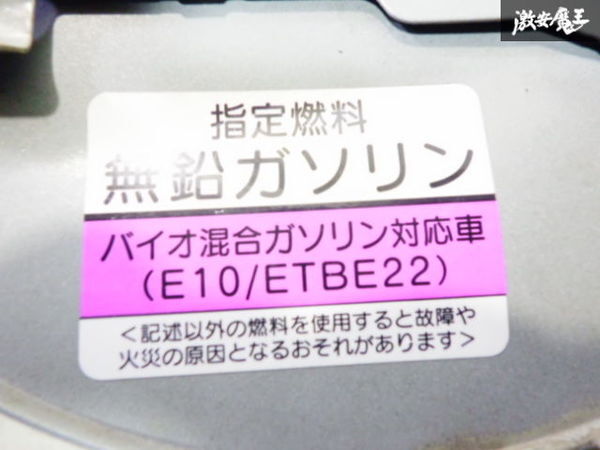 激安魔王
指定燃料
無鉛ガソリン
バイオ混合ガソリン対応車
(E10/ETBE22)
<記述以外の燃料を使用すると故障や
火災の原因となるおそれがあります>